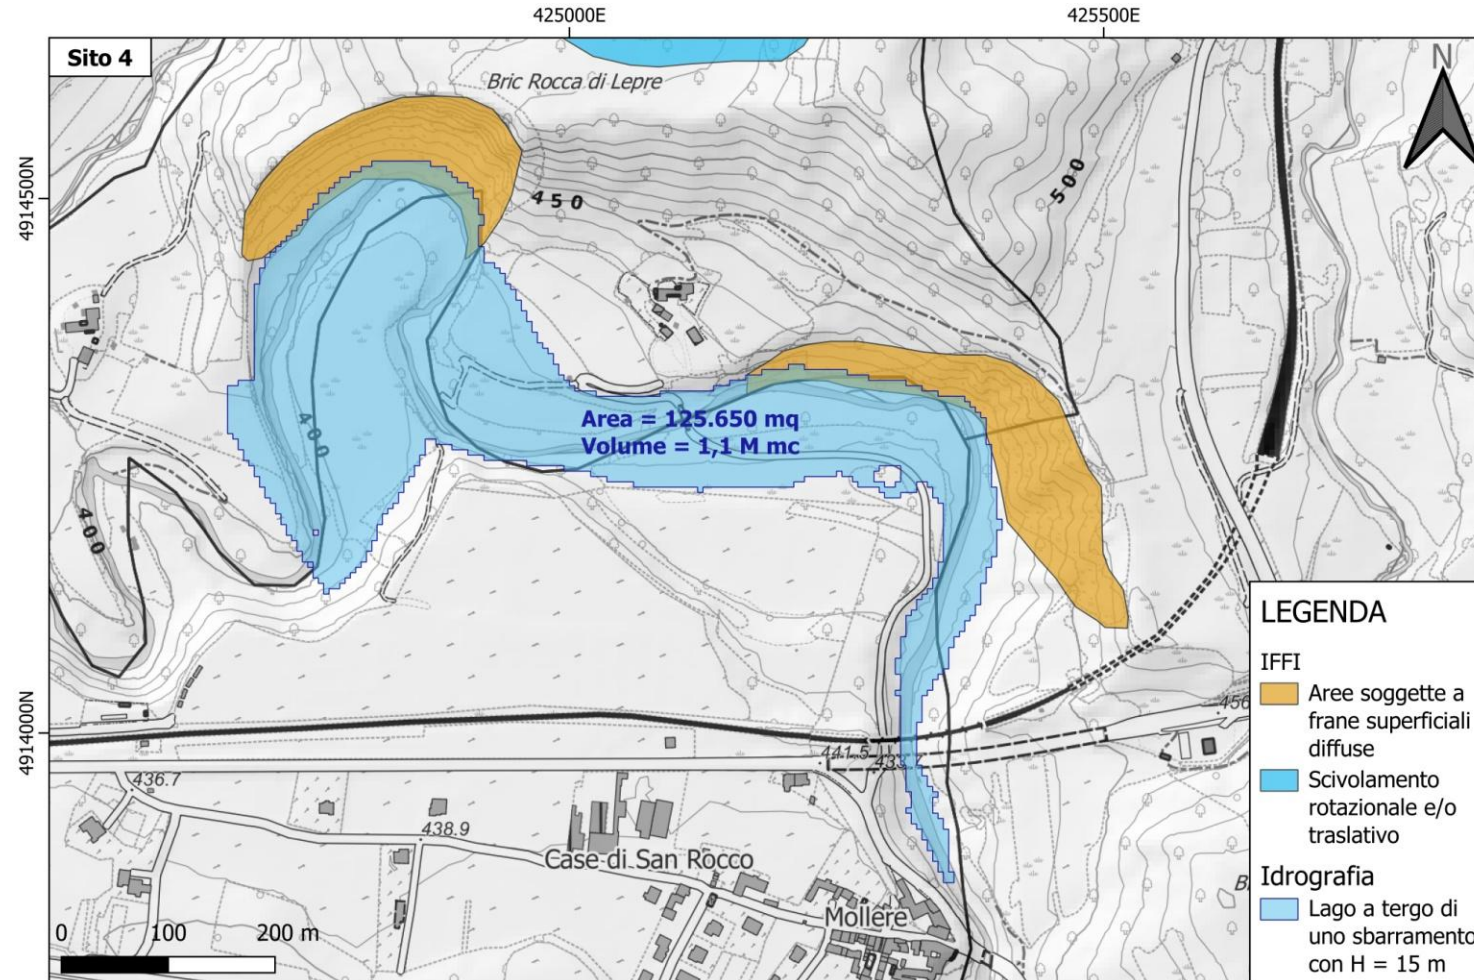 425000E
425500E
Sito 4
N
Bric Rocca di Lepre
4914500N
450
500
400
Area = 125.650 mq
Volume = 1,1 M mc
400
4914000N
441.5
433
456
436.7
438.9
Case di San Rocco
Mollere
0 100 200 m
LEGENDA
IFFI
Aree soggette a
frane superficiali
diffuse
Scivolamento
rotazionale e/o
traslativo
Idrografia
Lago a tergo di
uno sbarramento
con H = 15 m